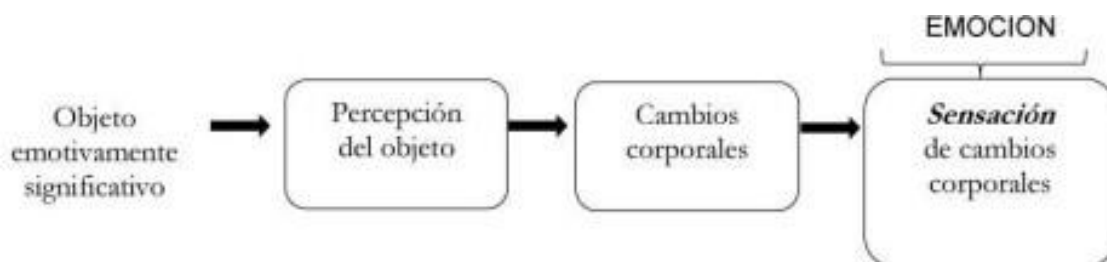 EMOCION
Objeto
emotivamente
significativo
Percepción
del objeto
Cambios
corporales
Sensación
de cambios
corporales